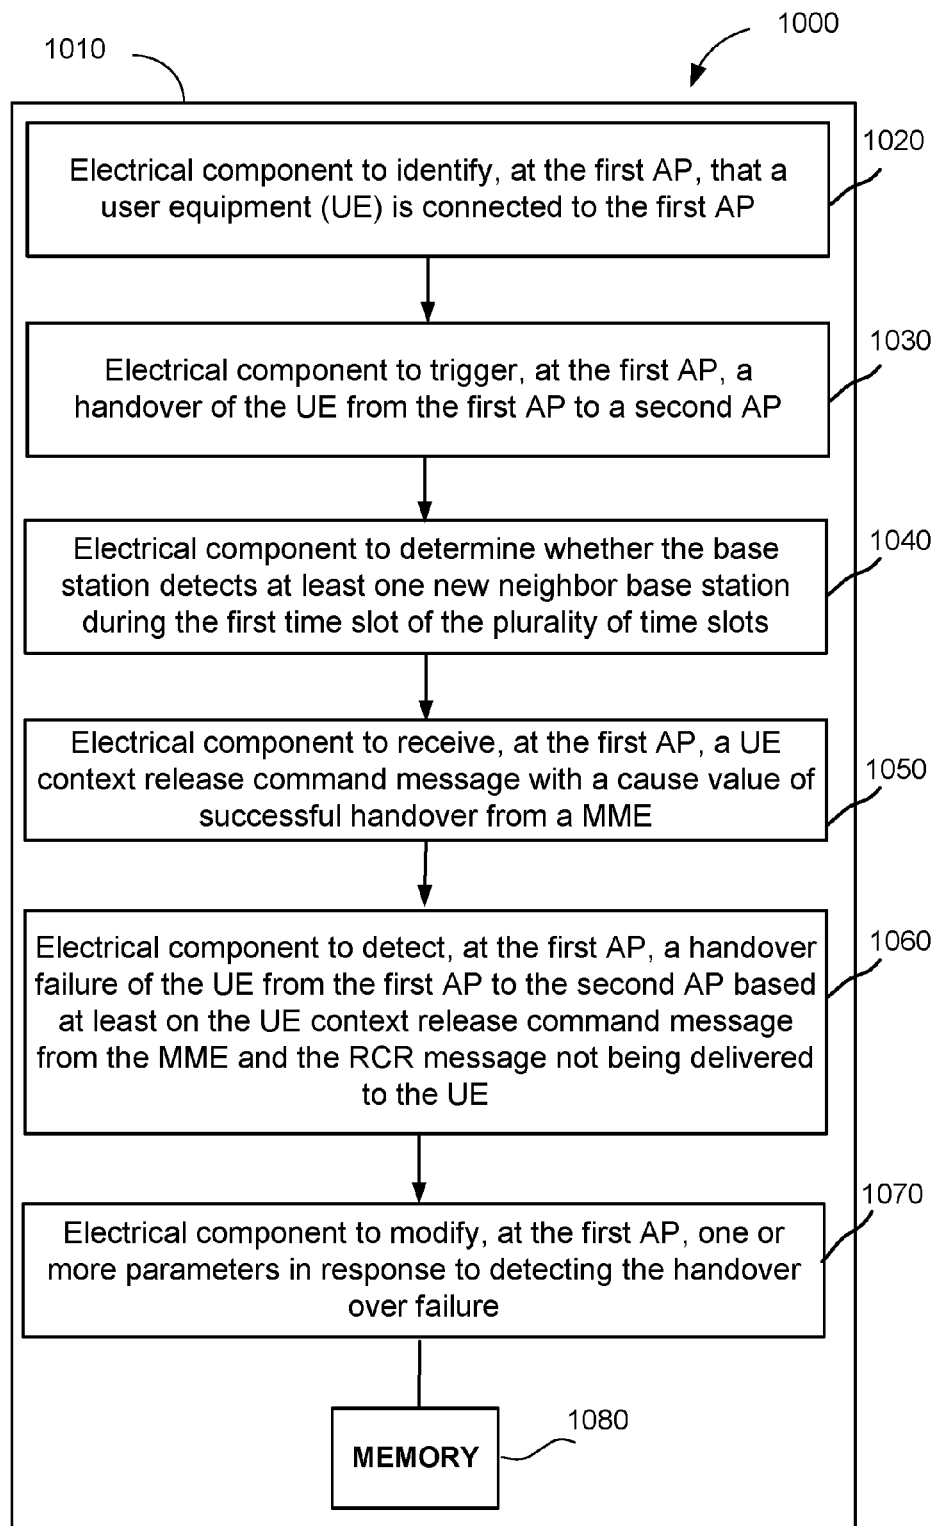 1000
1010
1020
Electrical component to identify, at the first AP, that a
user equipment (UE) is connected to the first AP
1030
Electrical component to trigger, at the first AP, a
handover of the UE from the first AP to a second AP
1040
Electrical component to determine whether the base
station detects at least one new neighbor base station
during the first time slot of the plurality of time slots
Electrical component to receive, at the first AP, a UE
context release command message with a cause value of
successful handover from a MME
1050
Electrical component to detect, at the first AP, a handover
failure of the UE from the first AP to the second AP based
at least on the UE context release command message
from the MME and the RCR message not being delivered
to the UE
1060
1070
Electrical component to modify, at the first AP, one or
more parameters in response to detecting the handover
over failure
1080
MEMORY